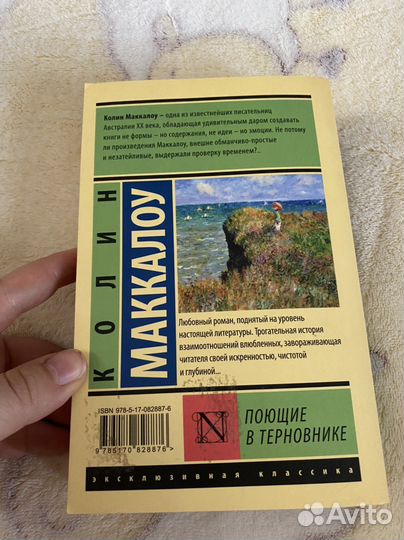 Колин Маккалоу – одна из известнейших писательниц
Австралии XX века, обладающая удивительным даром создавать
книги не формы – но содержания, не идеи – но эмоции. Не потому
ли произведения Маккалоу, внешне обманчиво-простые
и незатейливые, выдержали проверку временем?..
КОЛИН
МАККАЛОУ
Любовный роман, поднятый на уровень
настоящей литературы. Трогательная история
взаимоотношений влюбленных, завораживающая
читателя своей искренностью, чистотой
и глубиной...
ISBN 978-5-17-082887-6
9 785170 828876 >
N
ПОЮЩИЕ
В ТЕРНОВНИКЕ
эксклюзивная классика
Avito